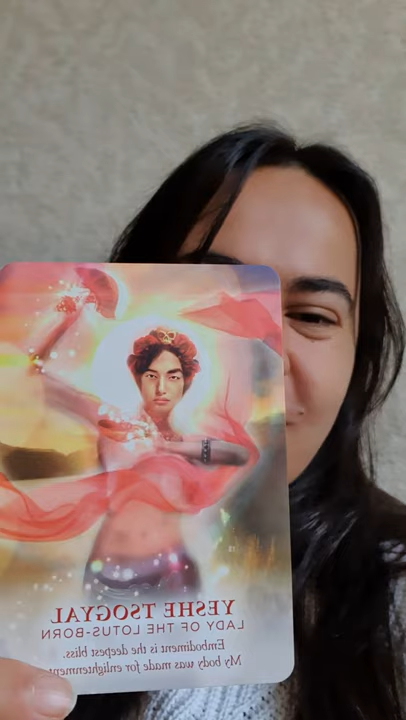 YESHE TSOGYAL
LADY OF THE LOTUS-BORN
Embodiment is the deepest bliss.
My body was made for enlightenment